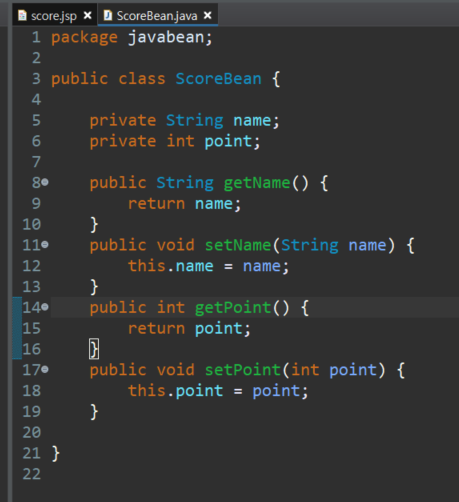 score.jsp ScoreBean.java
1 package javabean;
2
3 public class ScoreBean {
4
5     private String name;
6     private int point;
7
8     public String getName() {
9         return name;
10     }
11     public void setName(String name) {
12         this.name = name;
13     }
14     public int getPoint() {
15         return point;
16     }
17     public void setPoint(int point) {
18         this.point = point;
19     }
20
21 }
22